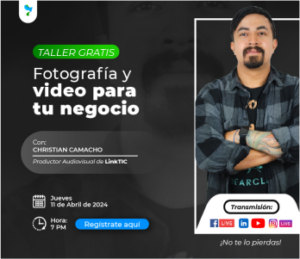 TALLER GRATIS
Fotografía y
video para
tu negocio
Con:
CHRISTIAN CAMACHO
Productor Audiovisual de LinkTIC
Jueves
11 de Abril de 2024
Hora:
7 PM
Regístrate aquí
Transmisión:
LIVE
LIVE
¡No te lo pierdas!